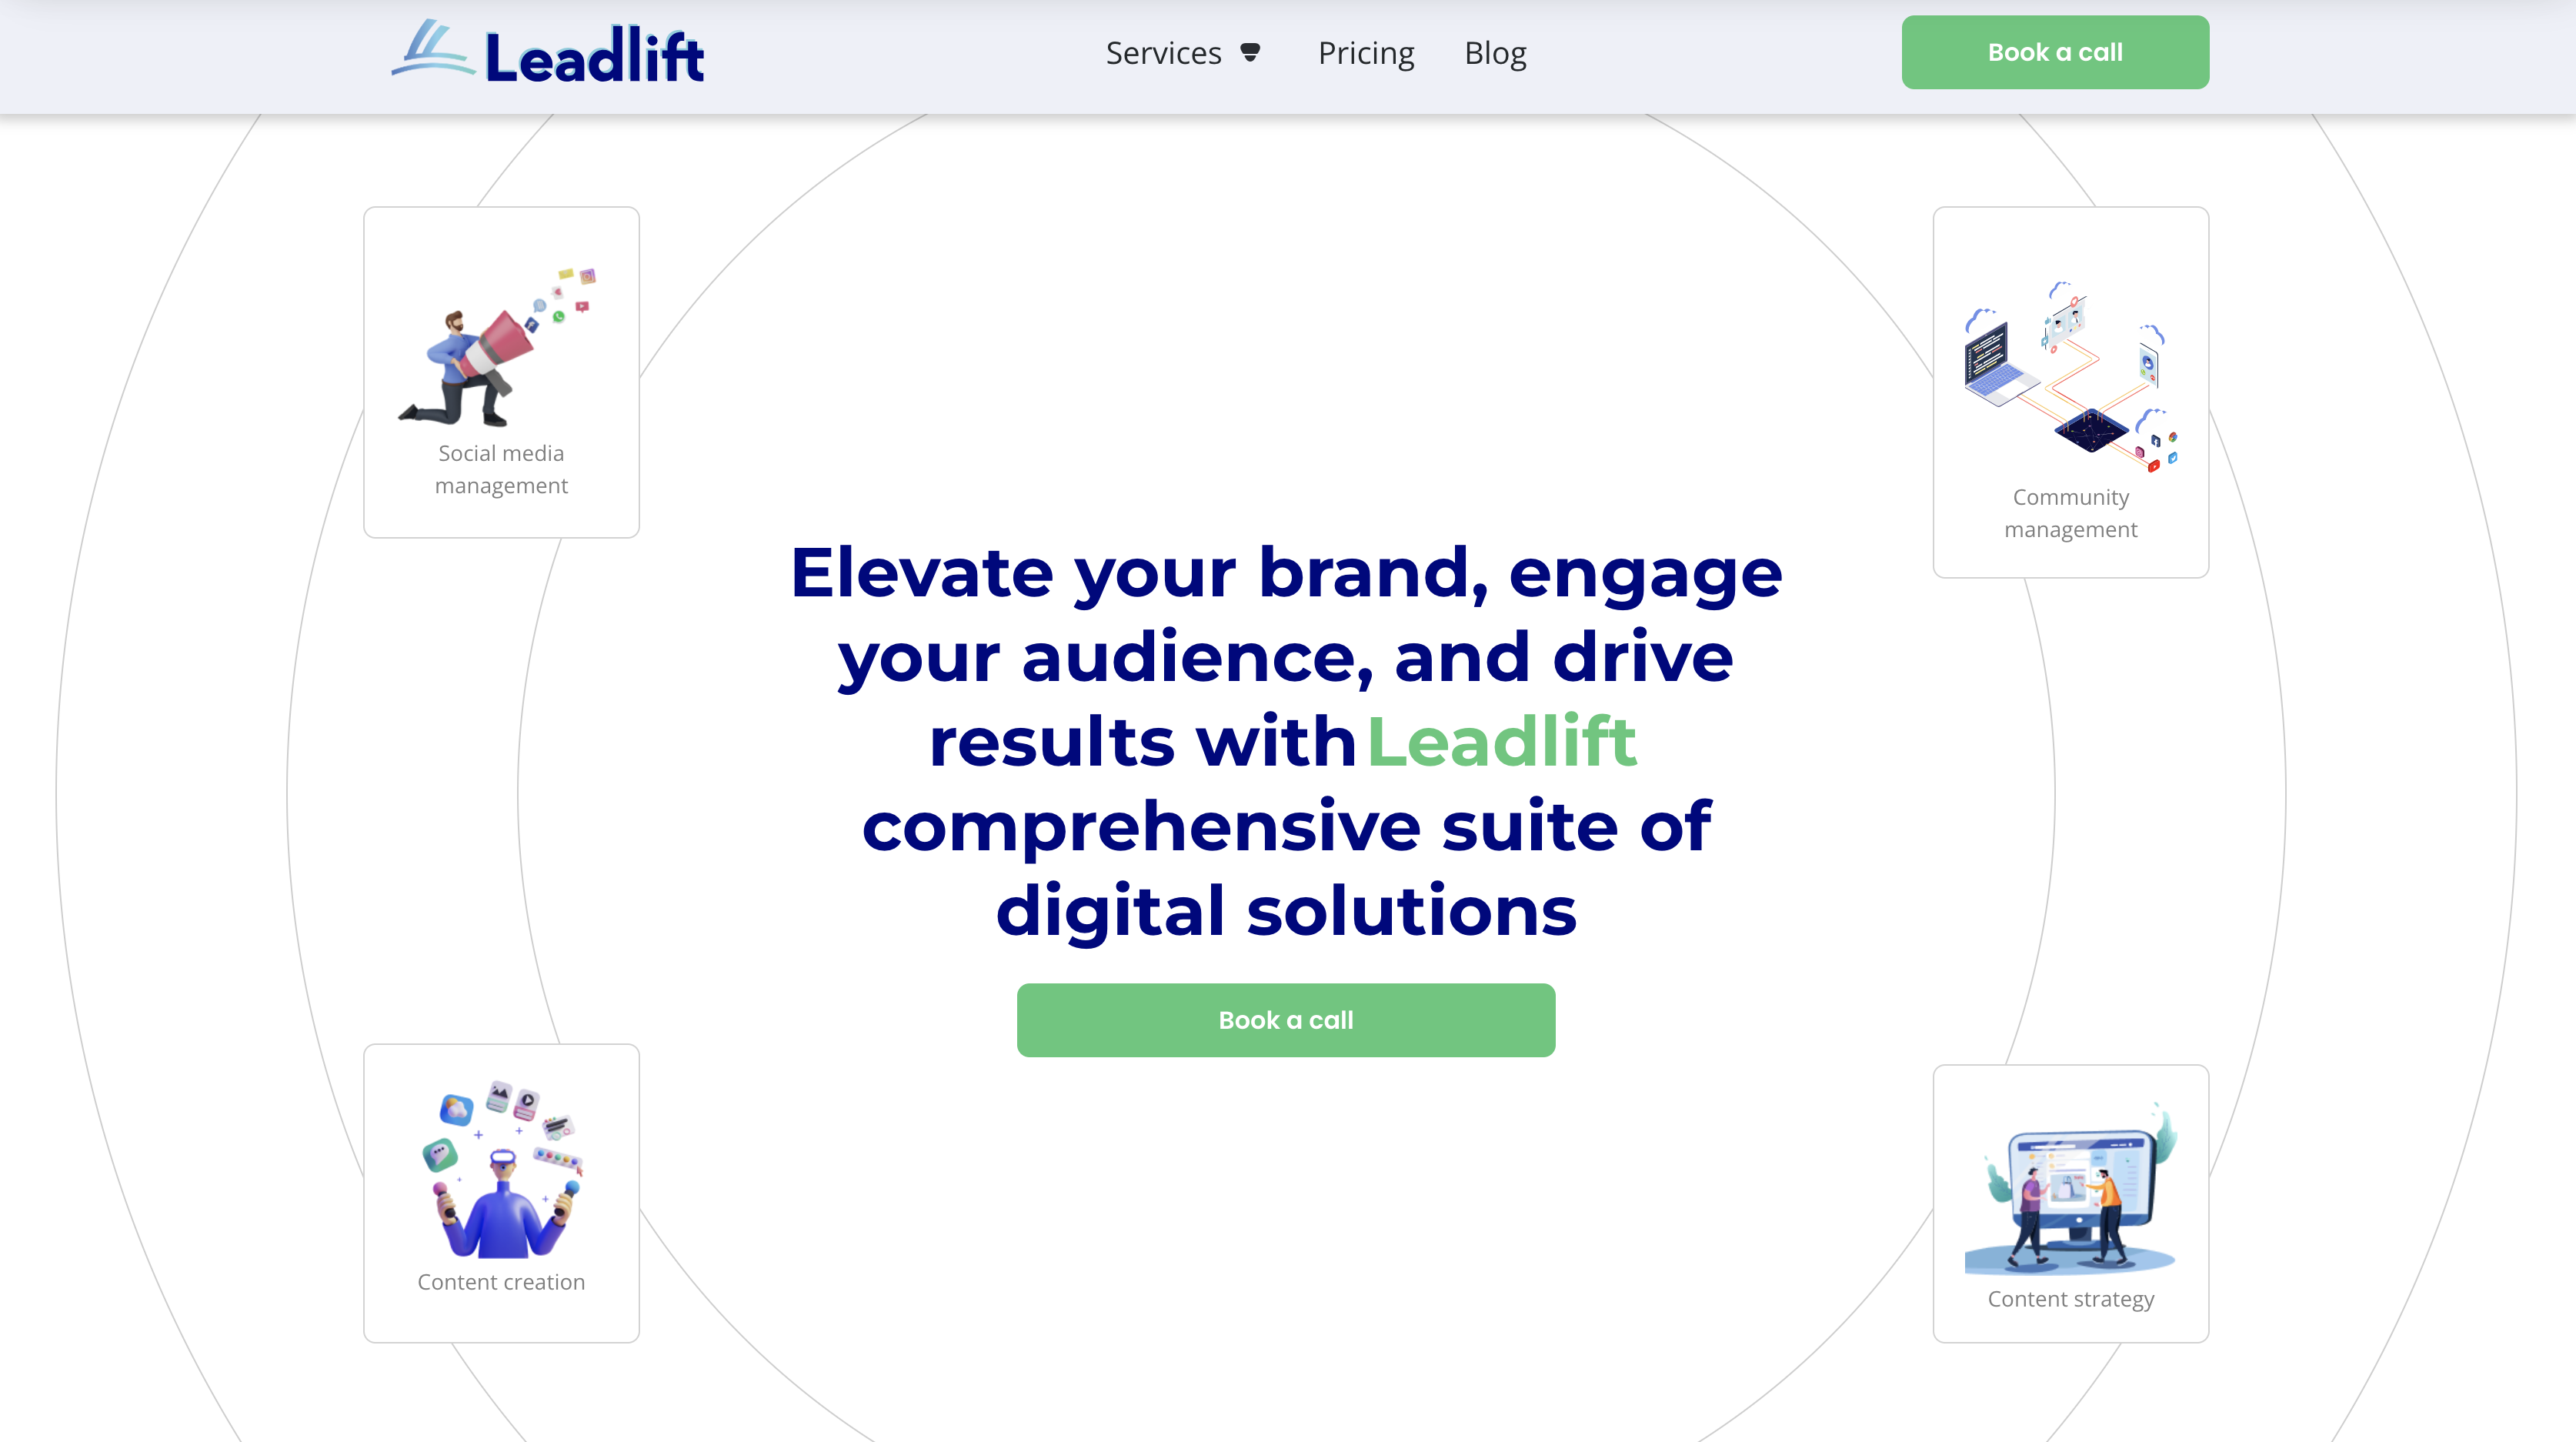 Leadlift
Services
Pricing
Blog
Book a call
Social media
management
Community
management
Elevate your brand, engage
your audience, and drive
results with Leadlift
comprehensive suite of
digital solutions
Book a call
Content creation
Content strategy